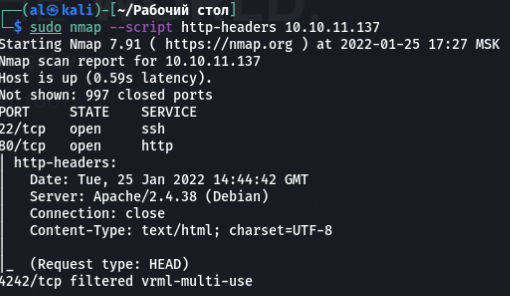 (al㉿kali)-[~/Рабочий стол]
$ sudo nmap --script http-headers 10.10.11.137
Starting Nmap 7.91 ( https://nmap.org ) at 2022-01-25 17:27 MSK
Nmap scan report for 10.10.11.137
Host is up (0.59s latency).
Not shown: 997 closed ports
PORT     STATE    SERVICE
22/tcp   open     ssh
80/tcp   open     http
| http-headers:
|   Date: Tue, 25 Jan 2022 14:44:42 GMT
|   Server: Apache/2.4.38 (Debian)
|   Connection: close
|   Content-Type: text/html; charset=UTF-8
|
|_  (Request type: HEAD)
4242/tcp filtered vrml-multi-use